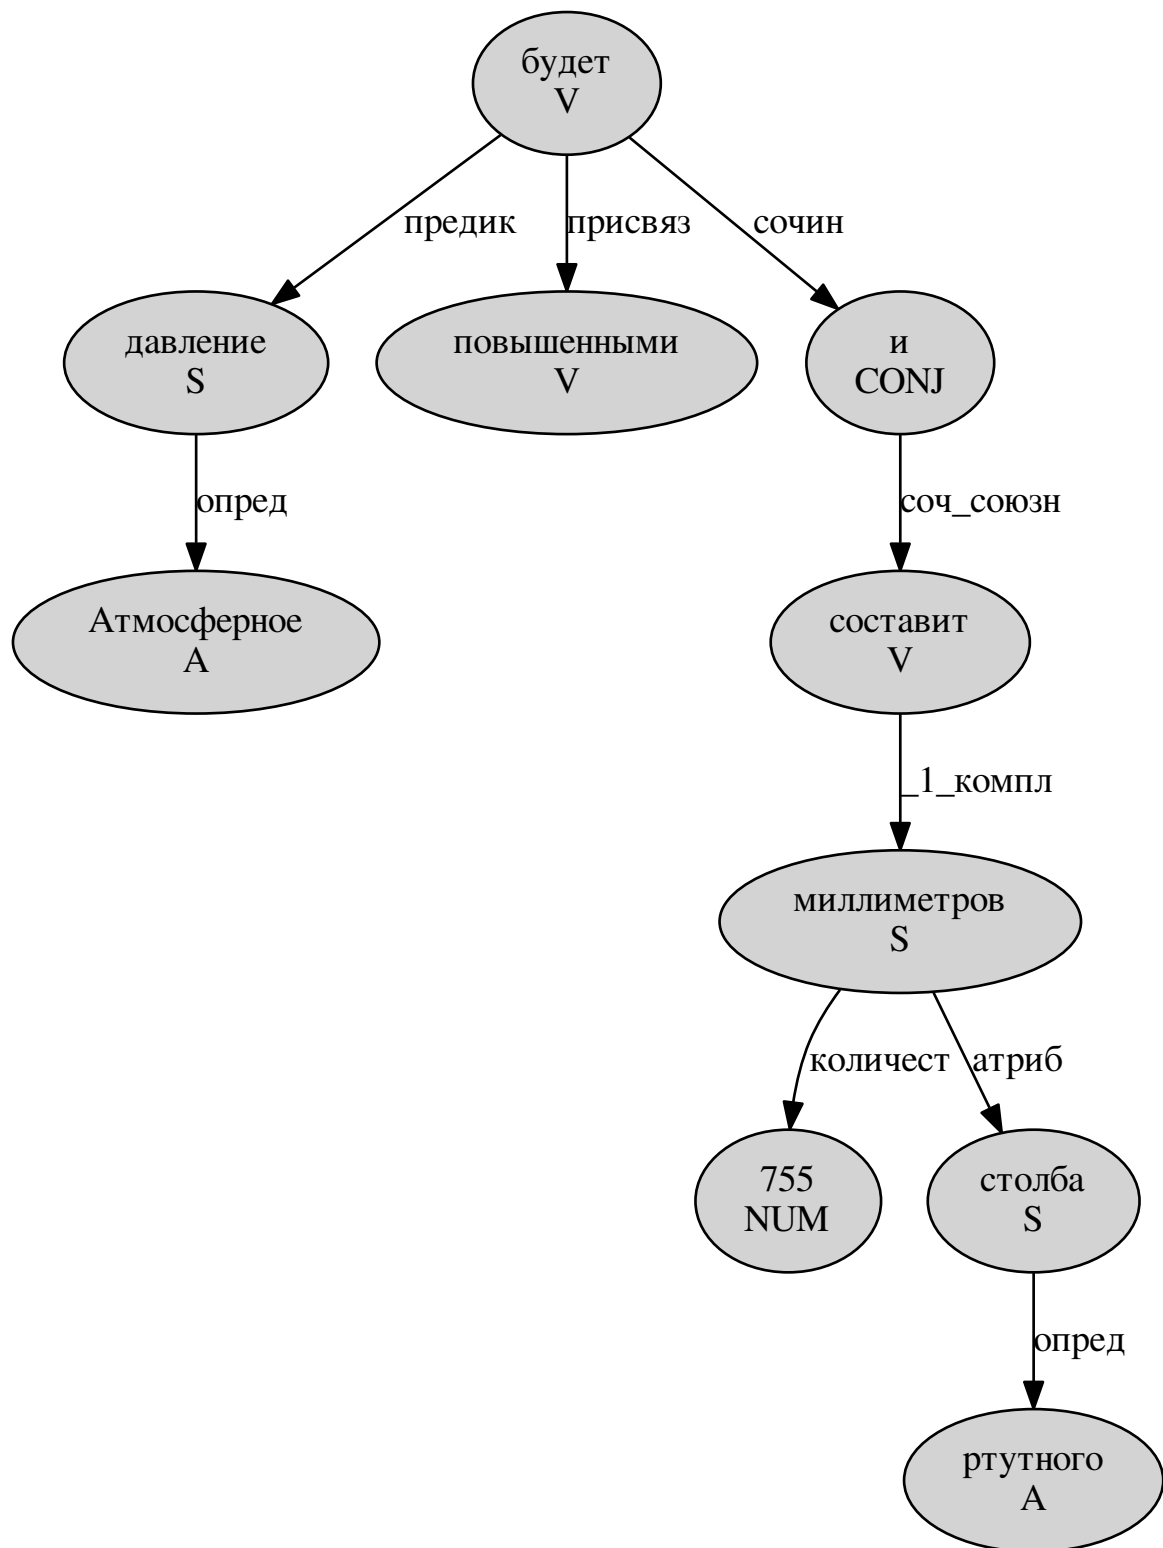 будет
V
предик
присвяз
сочин
давление
S
повышенными
V
и
CONJ
опред
соч_союзн
Атмосферное
A
составит
V
_1_компл
миллиметров
S
количест
атриб
755
NUM
столба
S
опред
ртутного
A